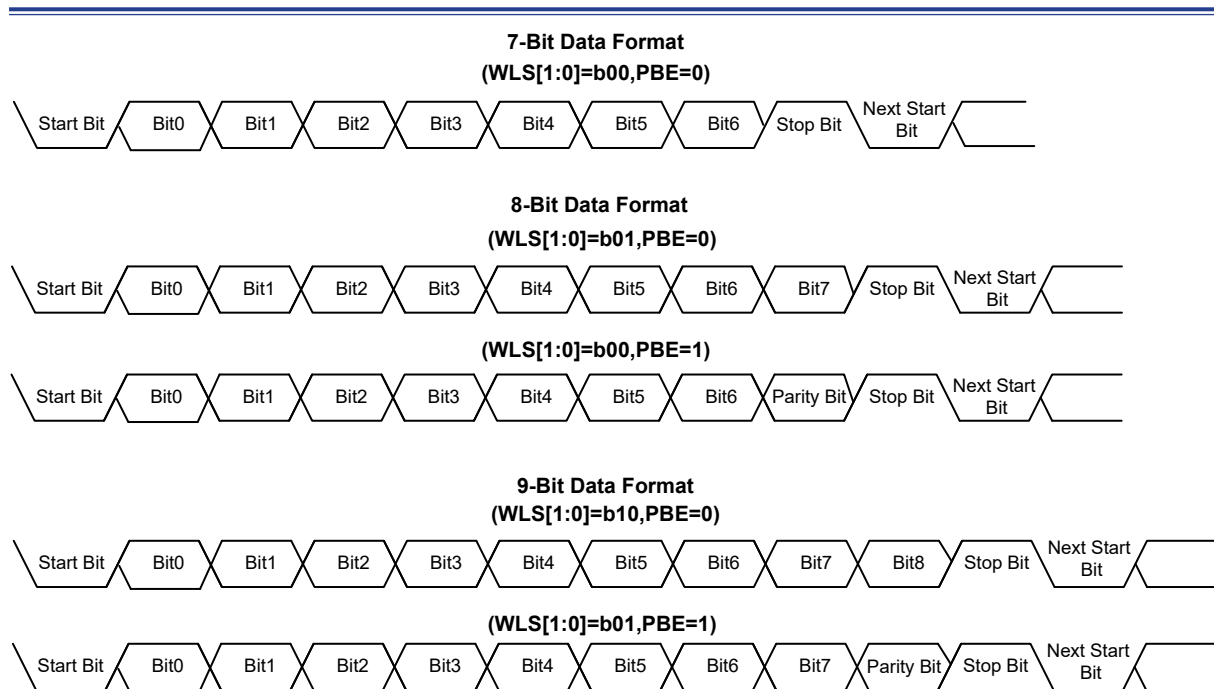 7-Bit Data Format
(WLS[1:0]=b00,PBE=0)
Start Bit Bit0 Bit1 Bit2 Bit3 Bit4 Bit5 Bit6 Stop Bit Next Start Bit
8-Bit Data Format
(WLS[1:0]=b01,PBE=0)
Start Bit Bit0 Bit1 Bit2 Bit3 Bit4 Bit5 Bit6 Bit7 Stop Bit Next Start Bit
(WLS[1:0]=b00,PBE=1)
Start Bit Bit0 Bit1 Bit2 Bit3 Bit4 Bit5 Bit6 Parity Bit Stop Bit Next Start Bit
9-Bit Data Format
(WLS[1:0]=b10,PBE=0)
Start Bit Bit0 Bit1 Bit2 Bit3 Bit4 Bit5 Bit6 Bit7 Bit8 Stop Bit Next Start Bit
(WLS[1:0]=b01,PBE=1)
Start Bit Bit0 Bit1 Bit2 Bit3 Bit4 Bit5 Bit6 Bit7 Parity Bit Stop Bit Next Start Bit